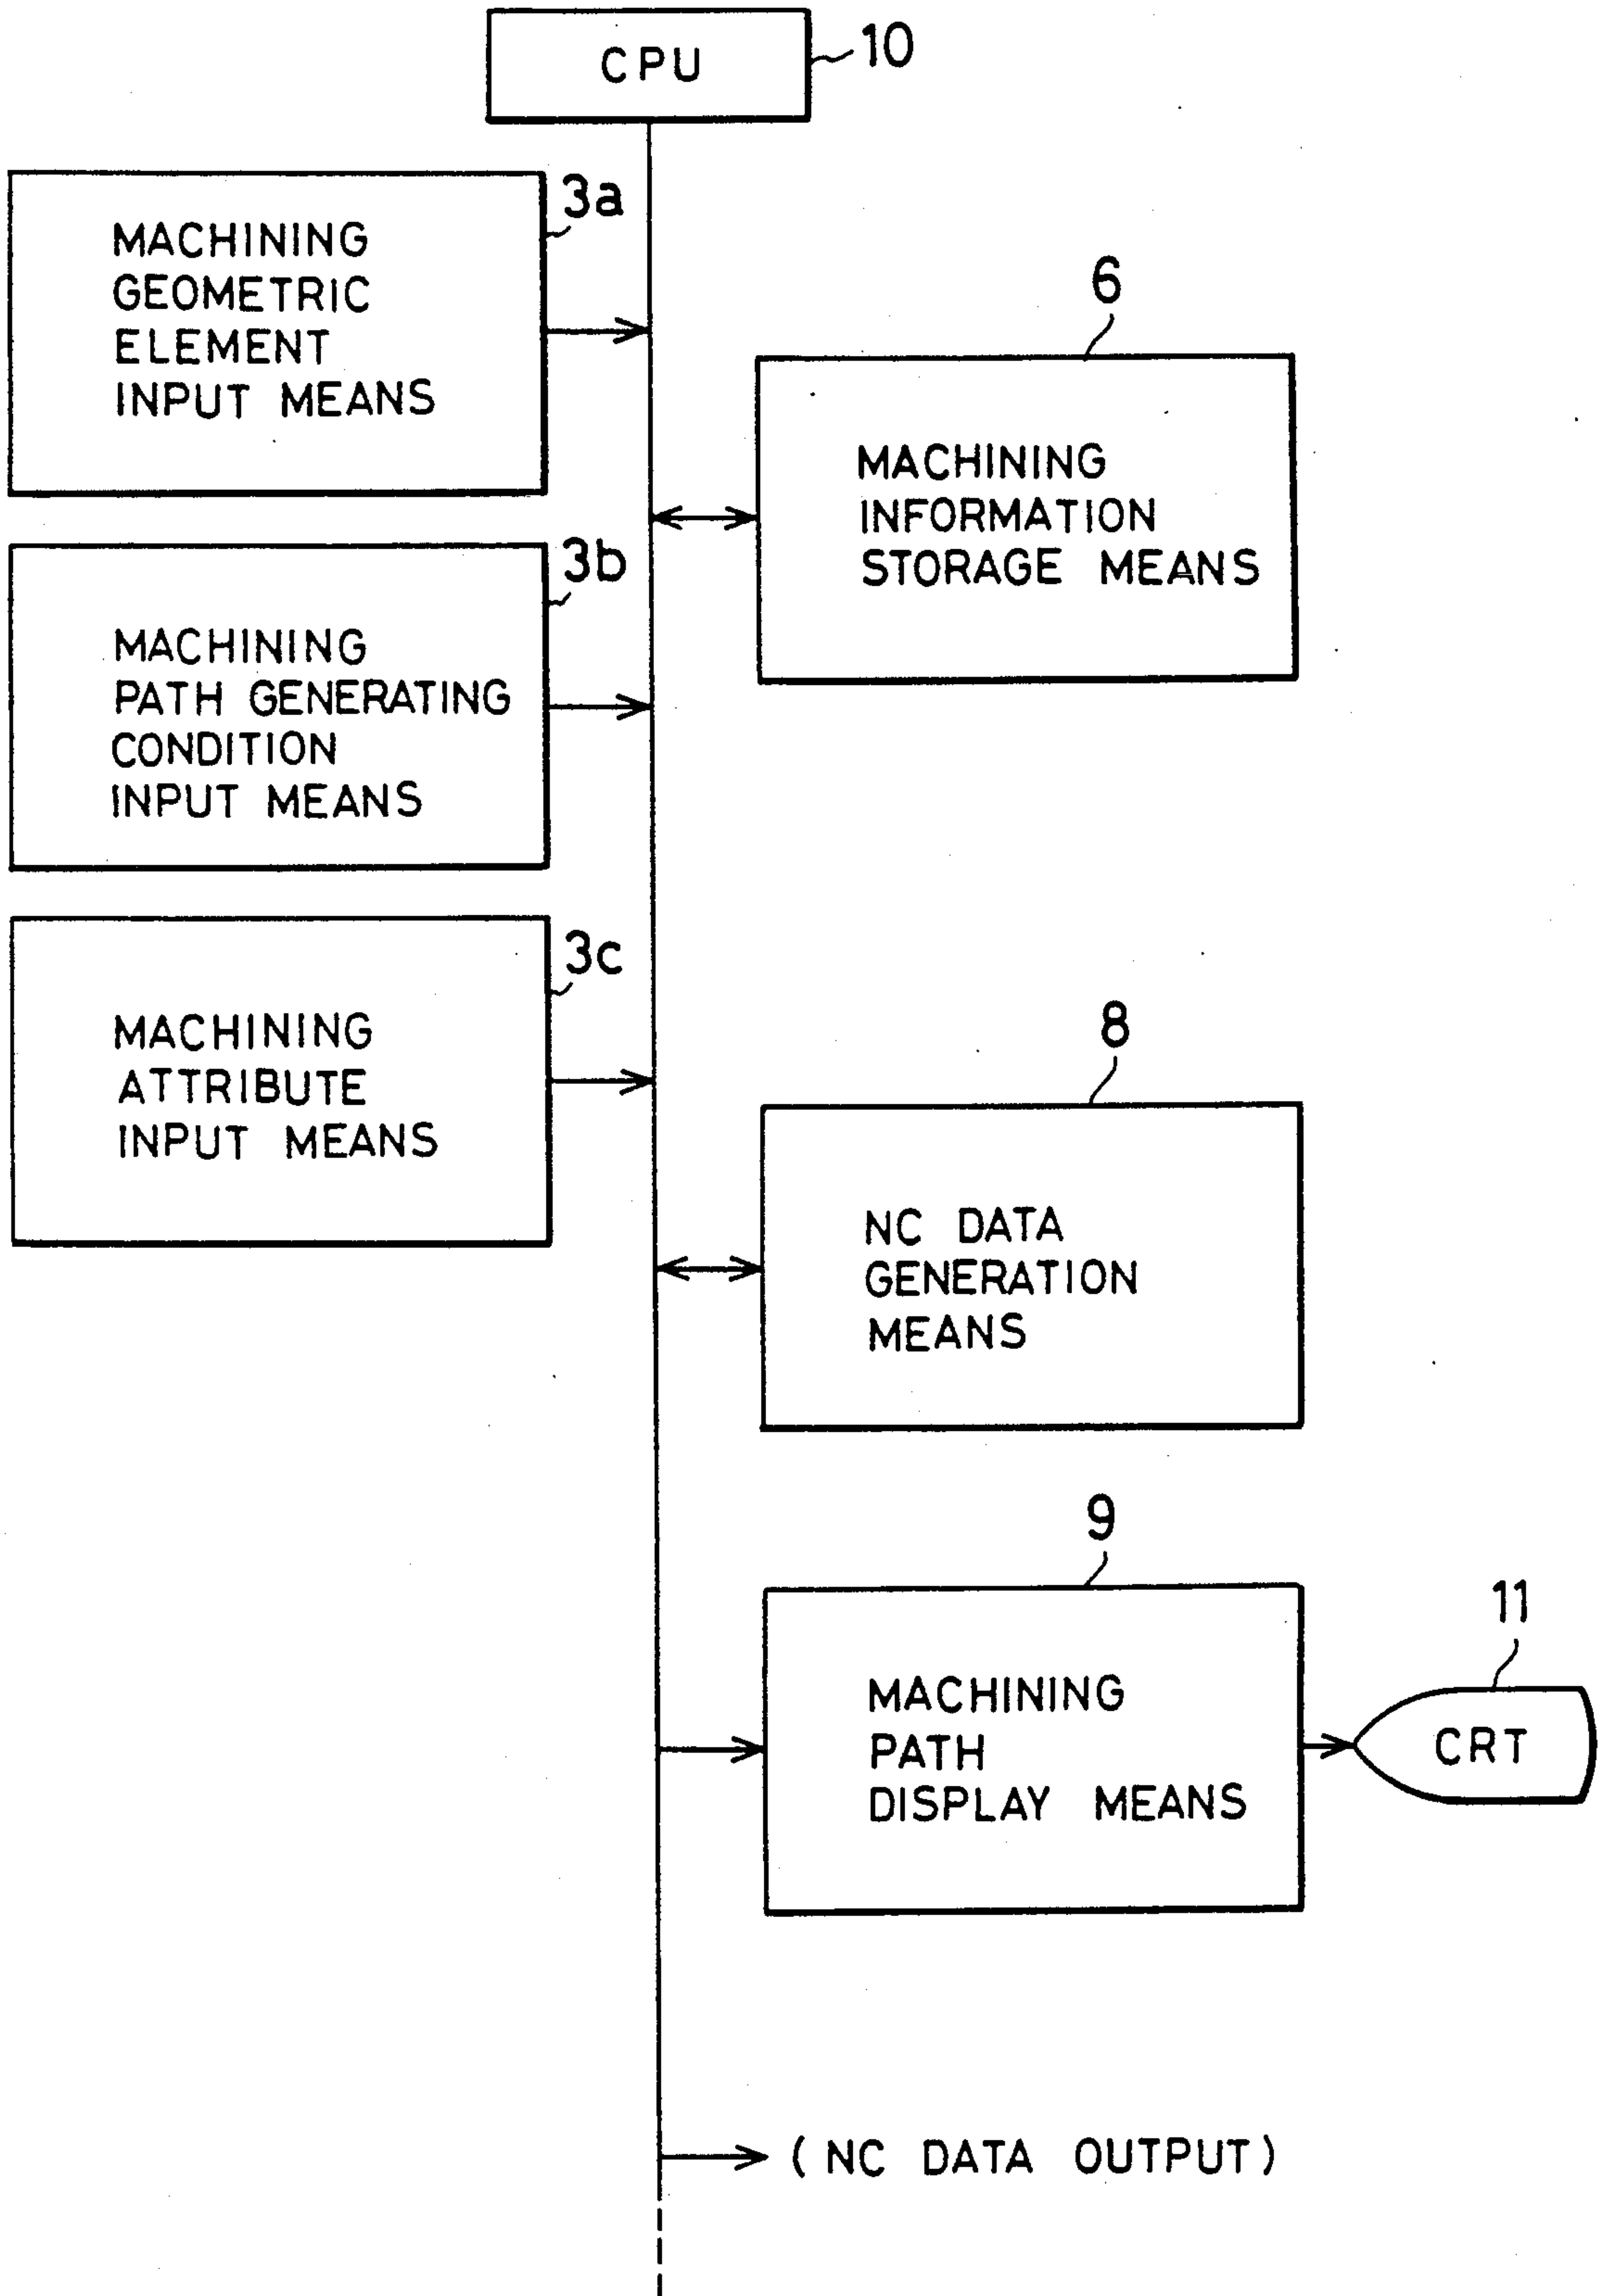 CPU
10
3a
MACHINING
GEOMETRIC
ELEMENT
INPUT MEANS
6
MACHINING
INFORMATION
STORAGE MEANS
3b
MACHINING
PATH GENERATING
CONDITION
INPUT MEANS
3c
MACHINING
ATTRIBUTE
INPUT MEANS
8
NC DATA
GENERATION
MEANS
9
MACHINING
PATH
DISPLAY MEANS
11
CRT
(NC DATA OUTPUT)